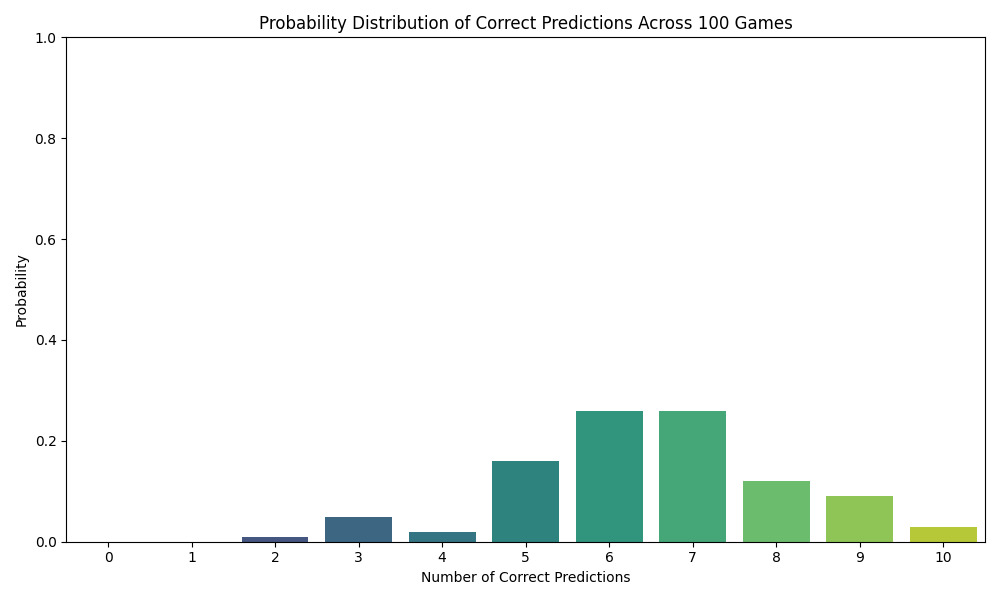 Probability Distribution of Correct Predictions Across 100 Games
1.0
0.8
0.6
0.4
0.2
0.0
Probability
0 1 2 3 4 5 6 7 8 9 10
Number of Correct Predictions